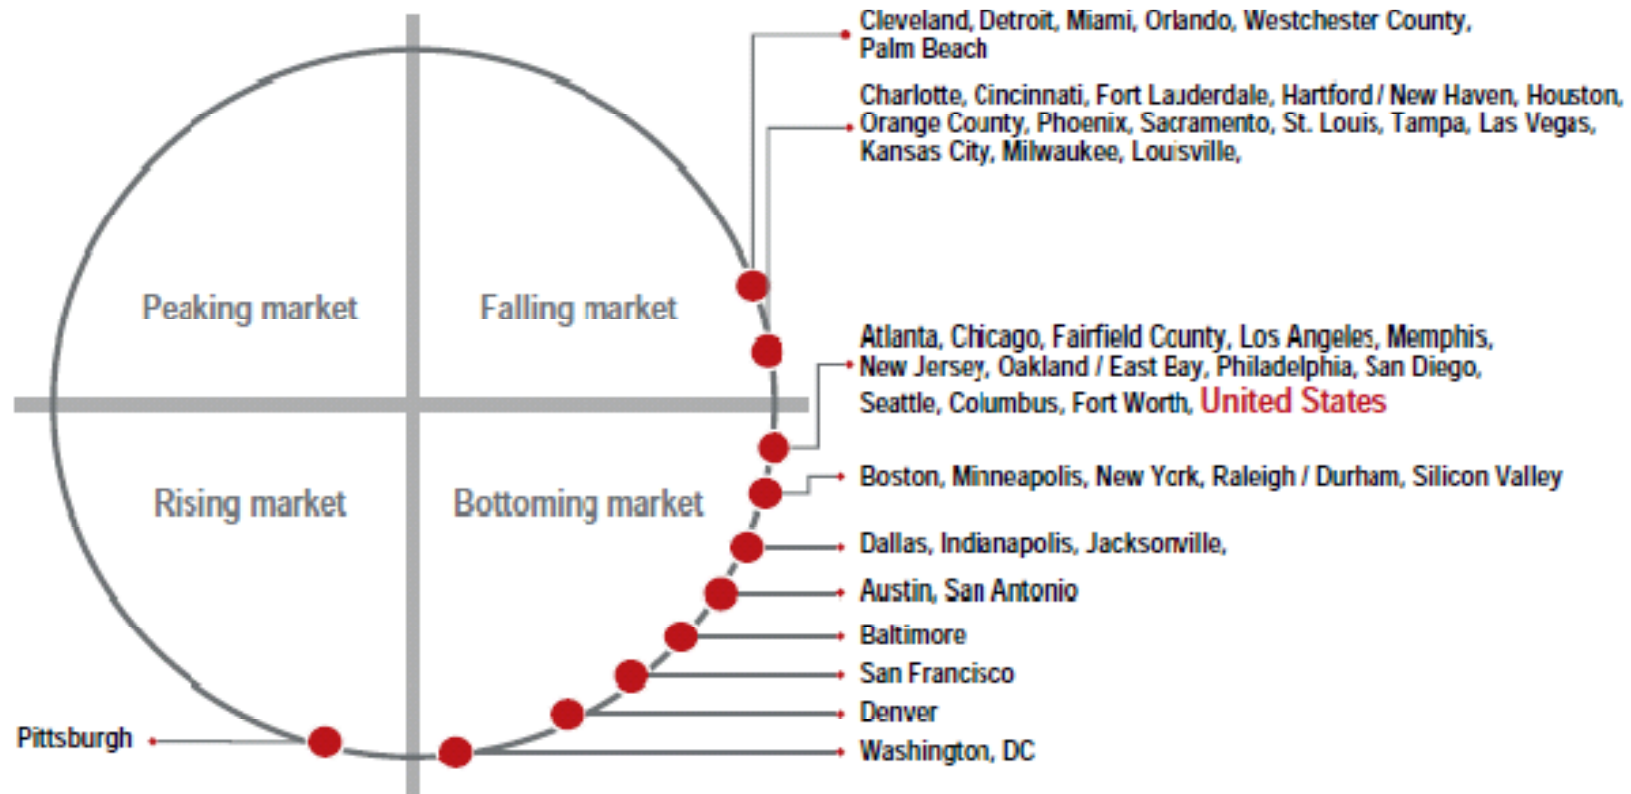 Cleveland, Detroit, Miami, Orlando, Westchester County,
Palm Beach
Charlotte, Cincinnati, Fort Lauderdale, Hartford / New Haven, Houston,
Orange County, Phoenix, Sacramento, St. Louis, Tampa, Las Vegas,
Kansas City, Milwaukee, Louisville,
Peaking market
Falling market
Atlanta, Chicago, Fairfield County, Los Angeles, Memphis,
New Jersey, Oakland / East Bay, Philadelphia, San Diego,
Seattle, Columbus, Fort Worth, United States
Rising market
Bottoming market
Boston, Minneapolis, New York, Raleigh / Durham, Silicon Valley
Dallas, Indianapolis, Jacksonville,
Austin, San Antonio
Baltimore
San Francisco
Denver
Pittsburgh
Washington, DC